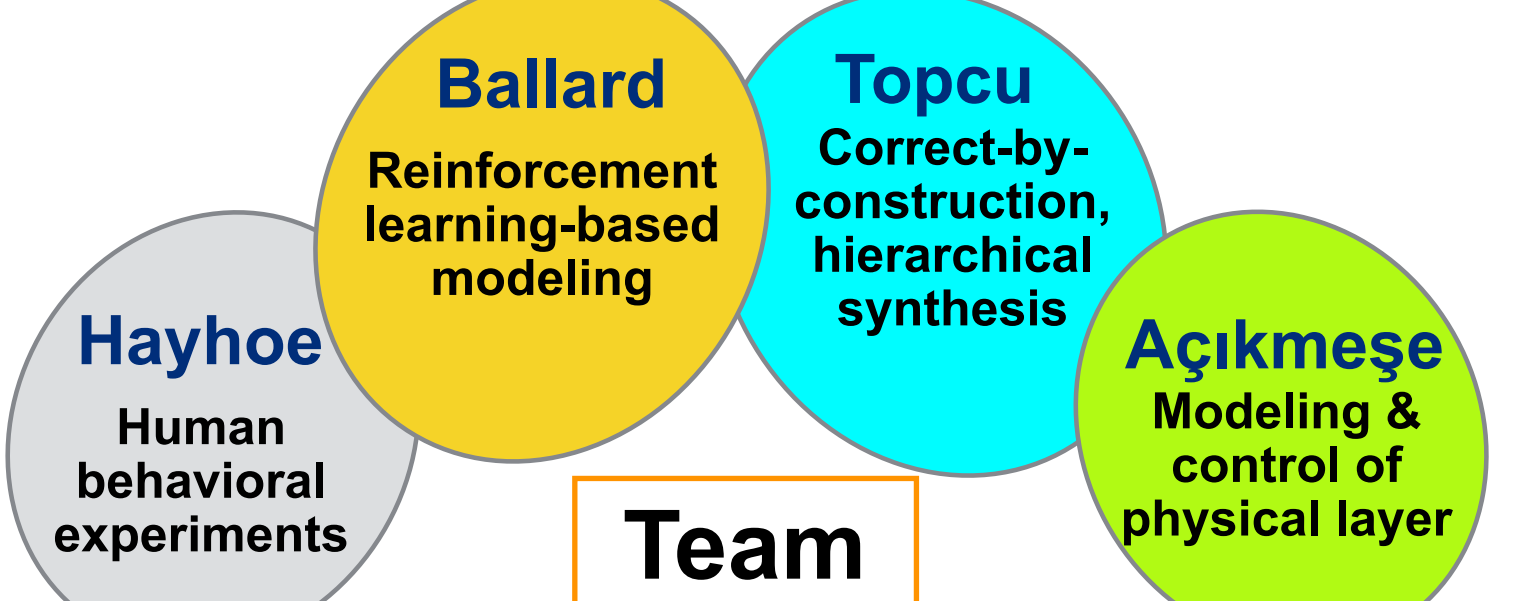 Ballard
Reinforcement
learning-based
modeling
Topcu
Correct-by-
construction,
hierarchical
synthesis
Hayhoe
Human
behavioral
experiments
Açıkmeşe
Modeling &
control of
physical layer
Team